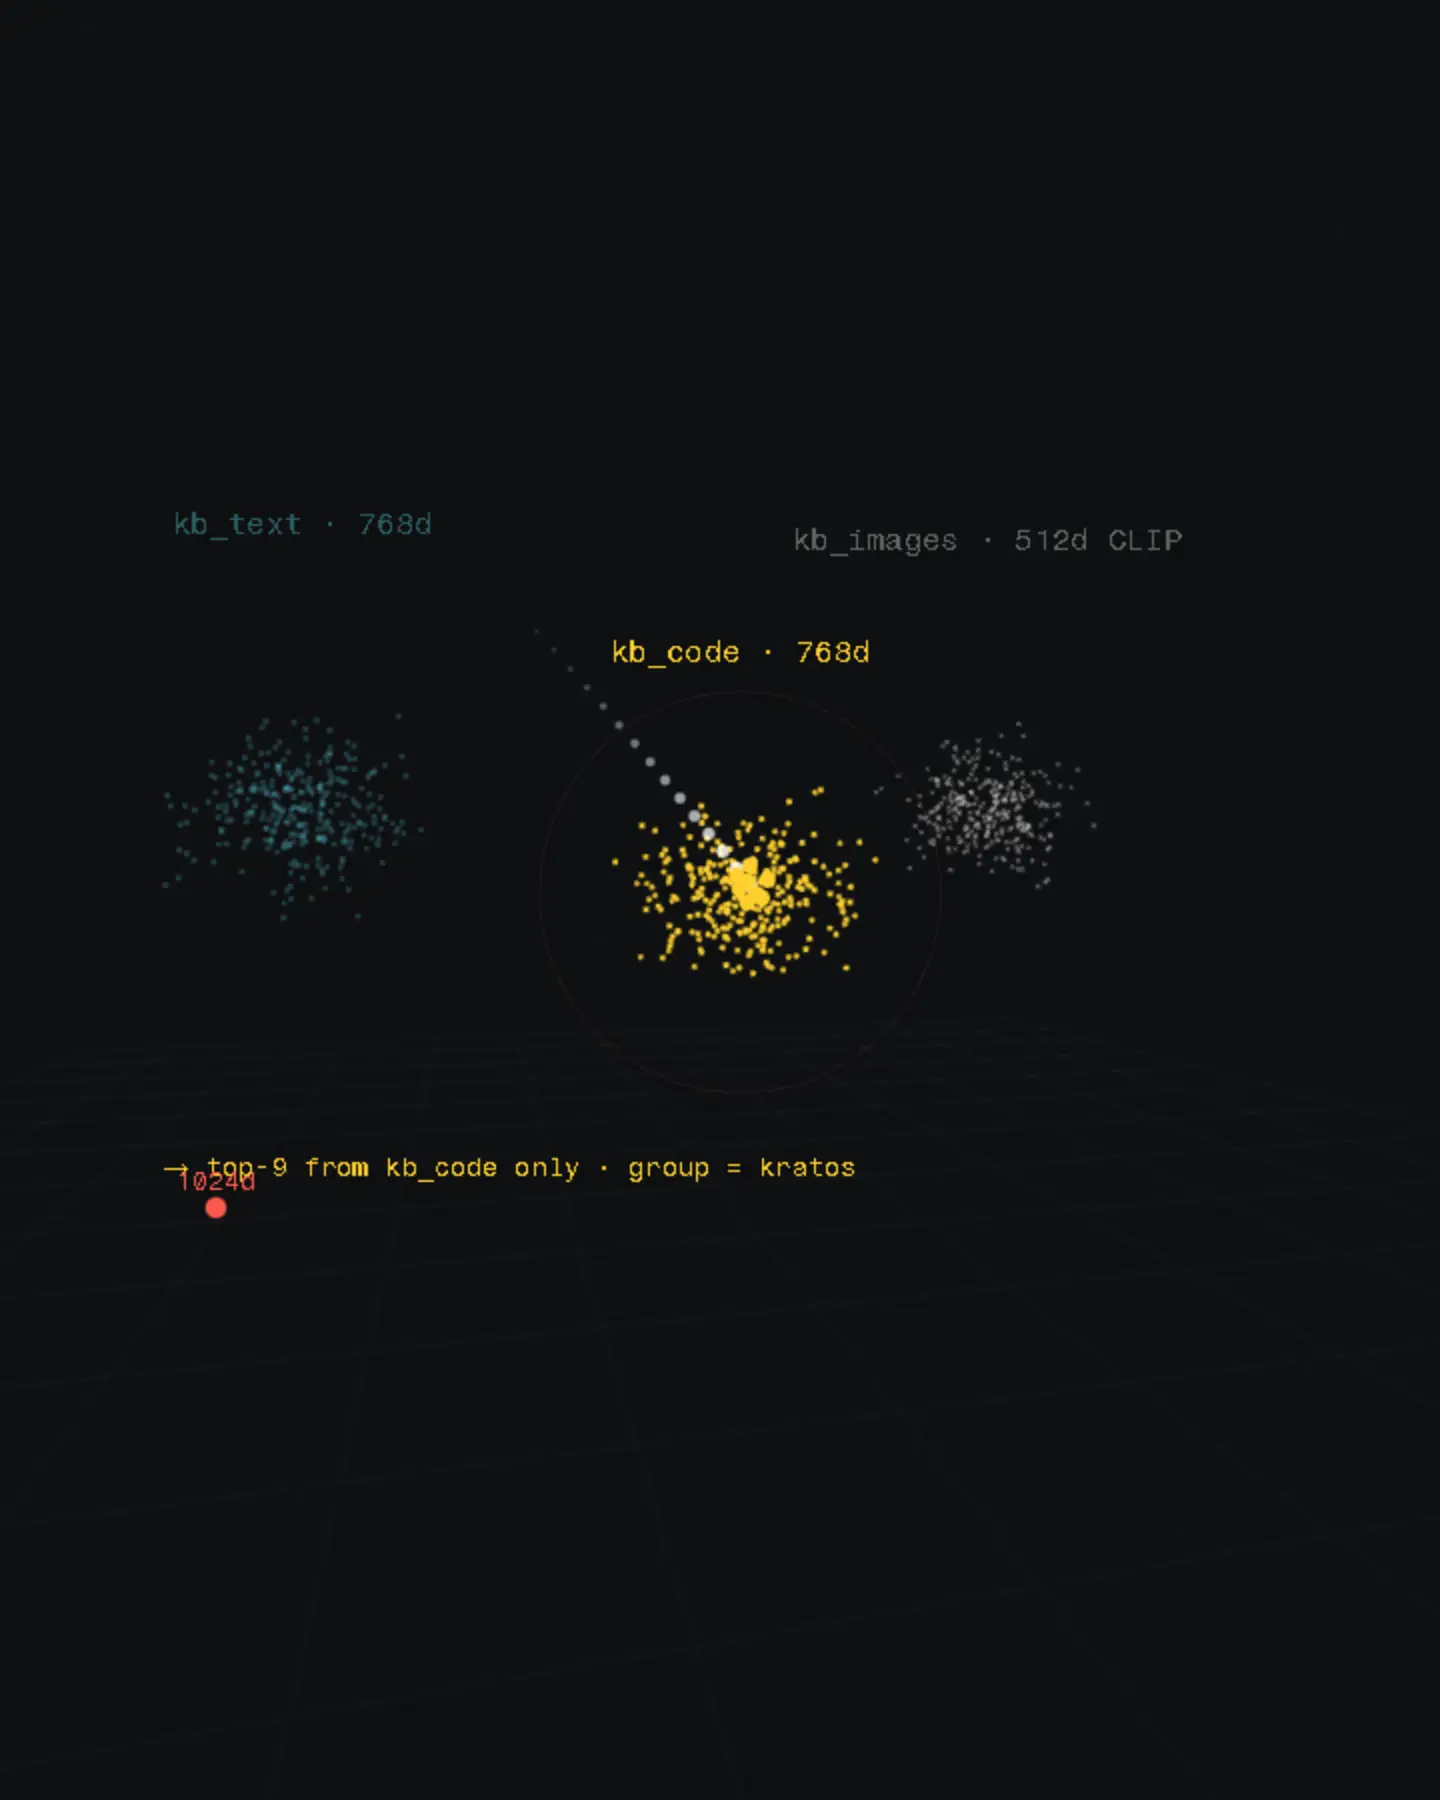 kb_text · 768d
kb_images · 512d CLIP
kb_code · 768d
→ top-9 from kb_code only · group = kratos
1024d